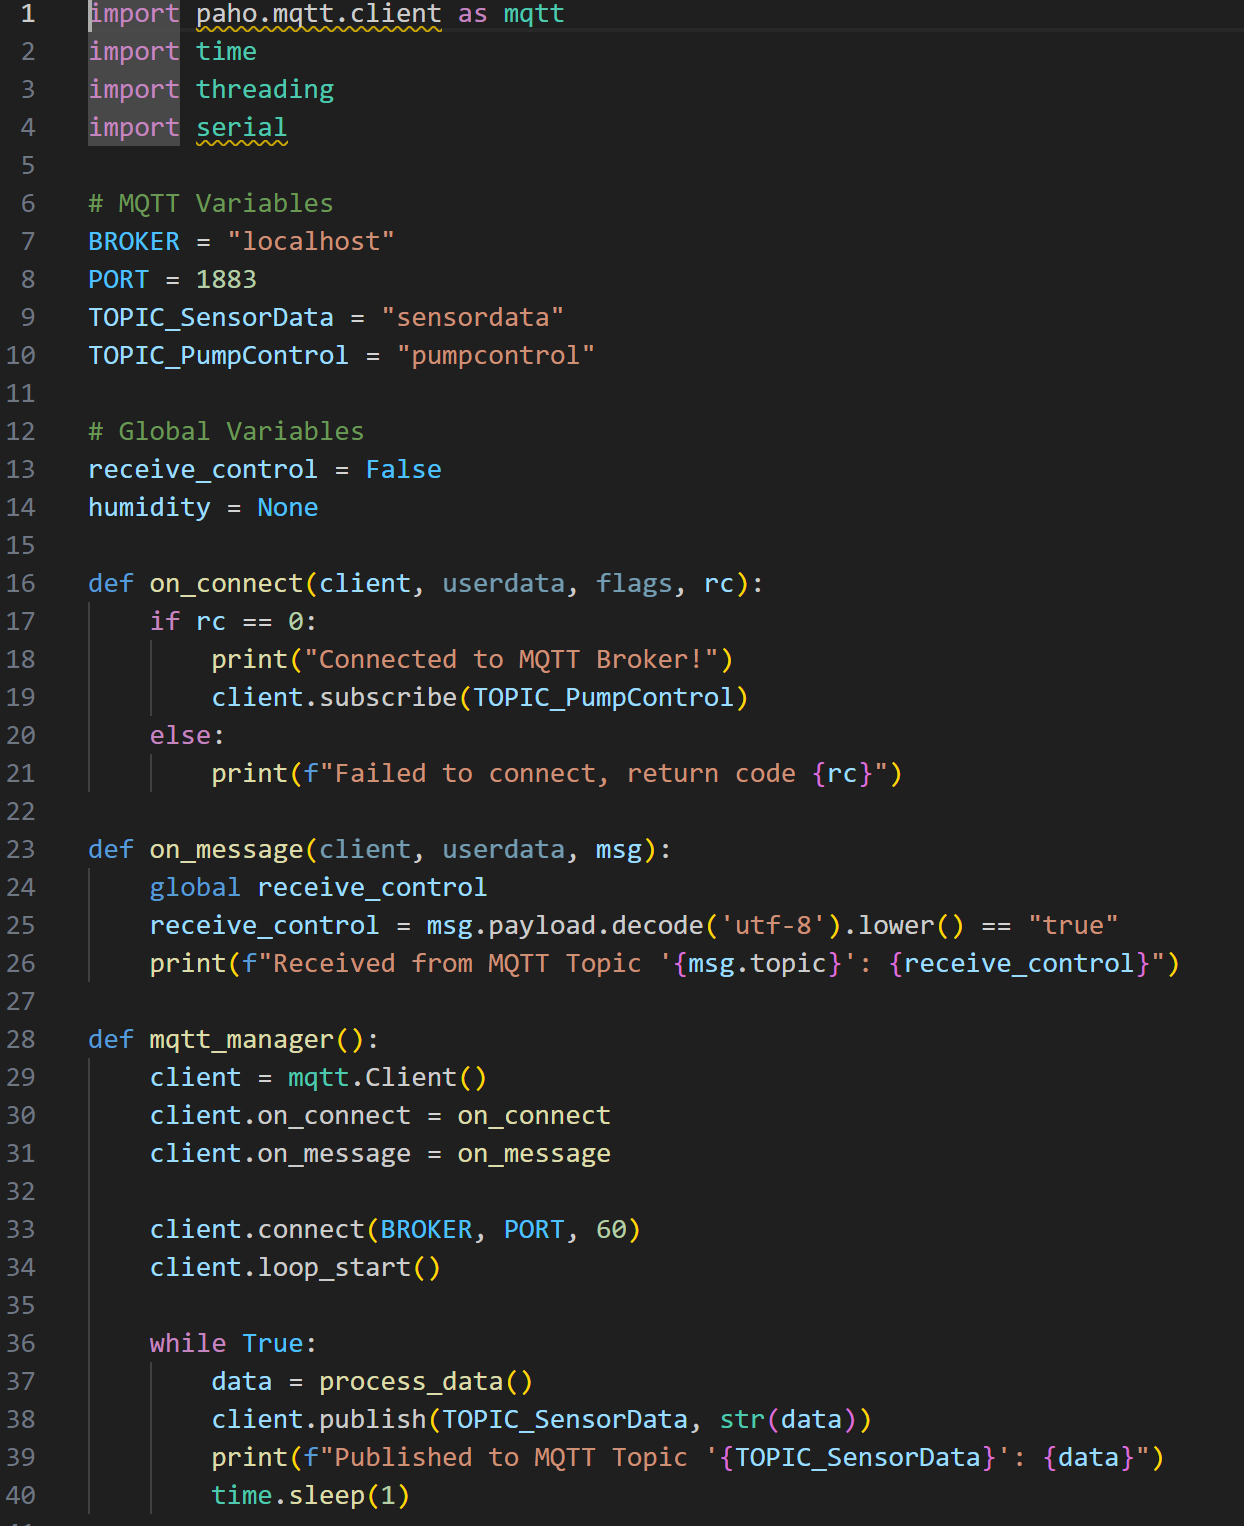 1 import paho.mqtt.client as mqtt
2 import time
3 import threading
4 import serial
5
6 # MQTT Variables
7 BROKER = "localhost"
8 PORT = 1883
9 TOPIC_SensorData = "sensordata"
10 TOPIC_PumpControl = "pumpcontrol"
11
12 # Global Variables
13 receive_control = False
14 humidity = None
15
16 def on_connect(client, userdata, flags, rc):
17     if rc == 0:
18         print("Connected to MQTT Broker!")
19         client.subscribe(TOPIC_PumpControl)
20     else:
21         print(f"Failed to connect, return code {rc}")
22
23 def on_message(client, userdata, msg):
24     global receive_control
25     receive_control = msg.payload.decode('utf-8').lower() == "true"
26     print(f"Received from MQTT Topic '{msg.topic}': {receive_control}")
27
28 def mqtt_manager():
29     client = mqtt.Client()
30     client.on_connect = on_connect
31     client.on_message = on_message
32
33     client.connect(BROKER, PORT, 60)
34     client.loop_start()
35
36     while True:
37         data = process_data()
38         client.publish(TOPIC_SensorData, str(data))
39         print(f"Published to MQTT Topic '{TOPIC_SensorData}': {data}")
40         time.sleep(1)